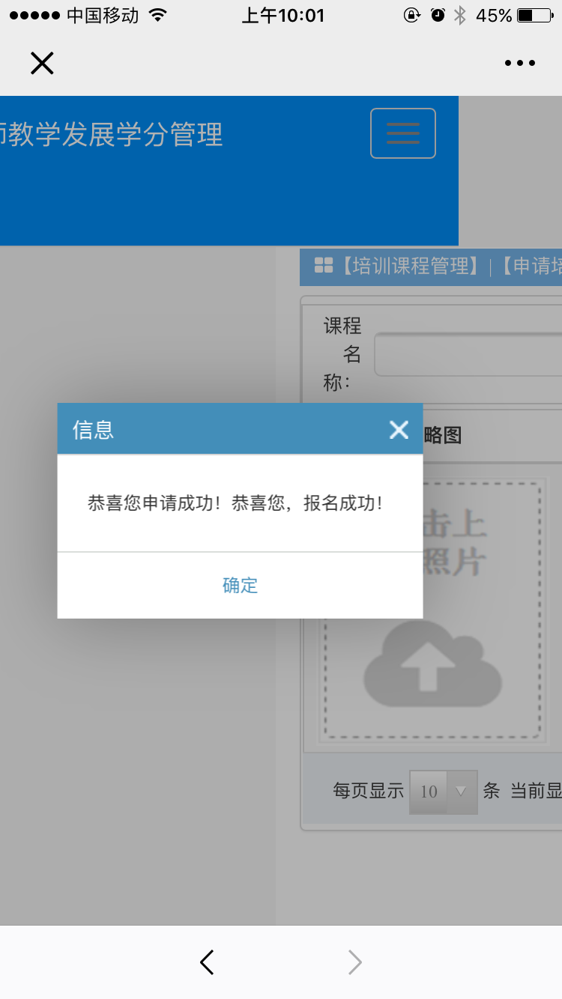 中国移动
上午10:01
45%
师教学发展学分管理
【培训课程管理】|【申请培
课程
名
称:
略图
信息
恭喜您申请成功！恭喜您，报名成功！
确定
击上
照片
每页显示 10 条 当前显